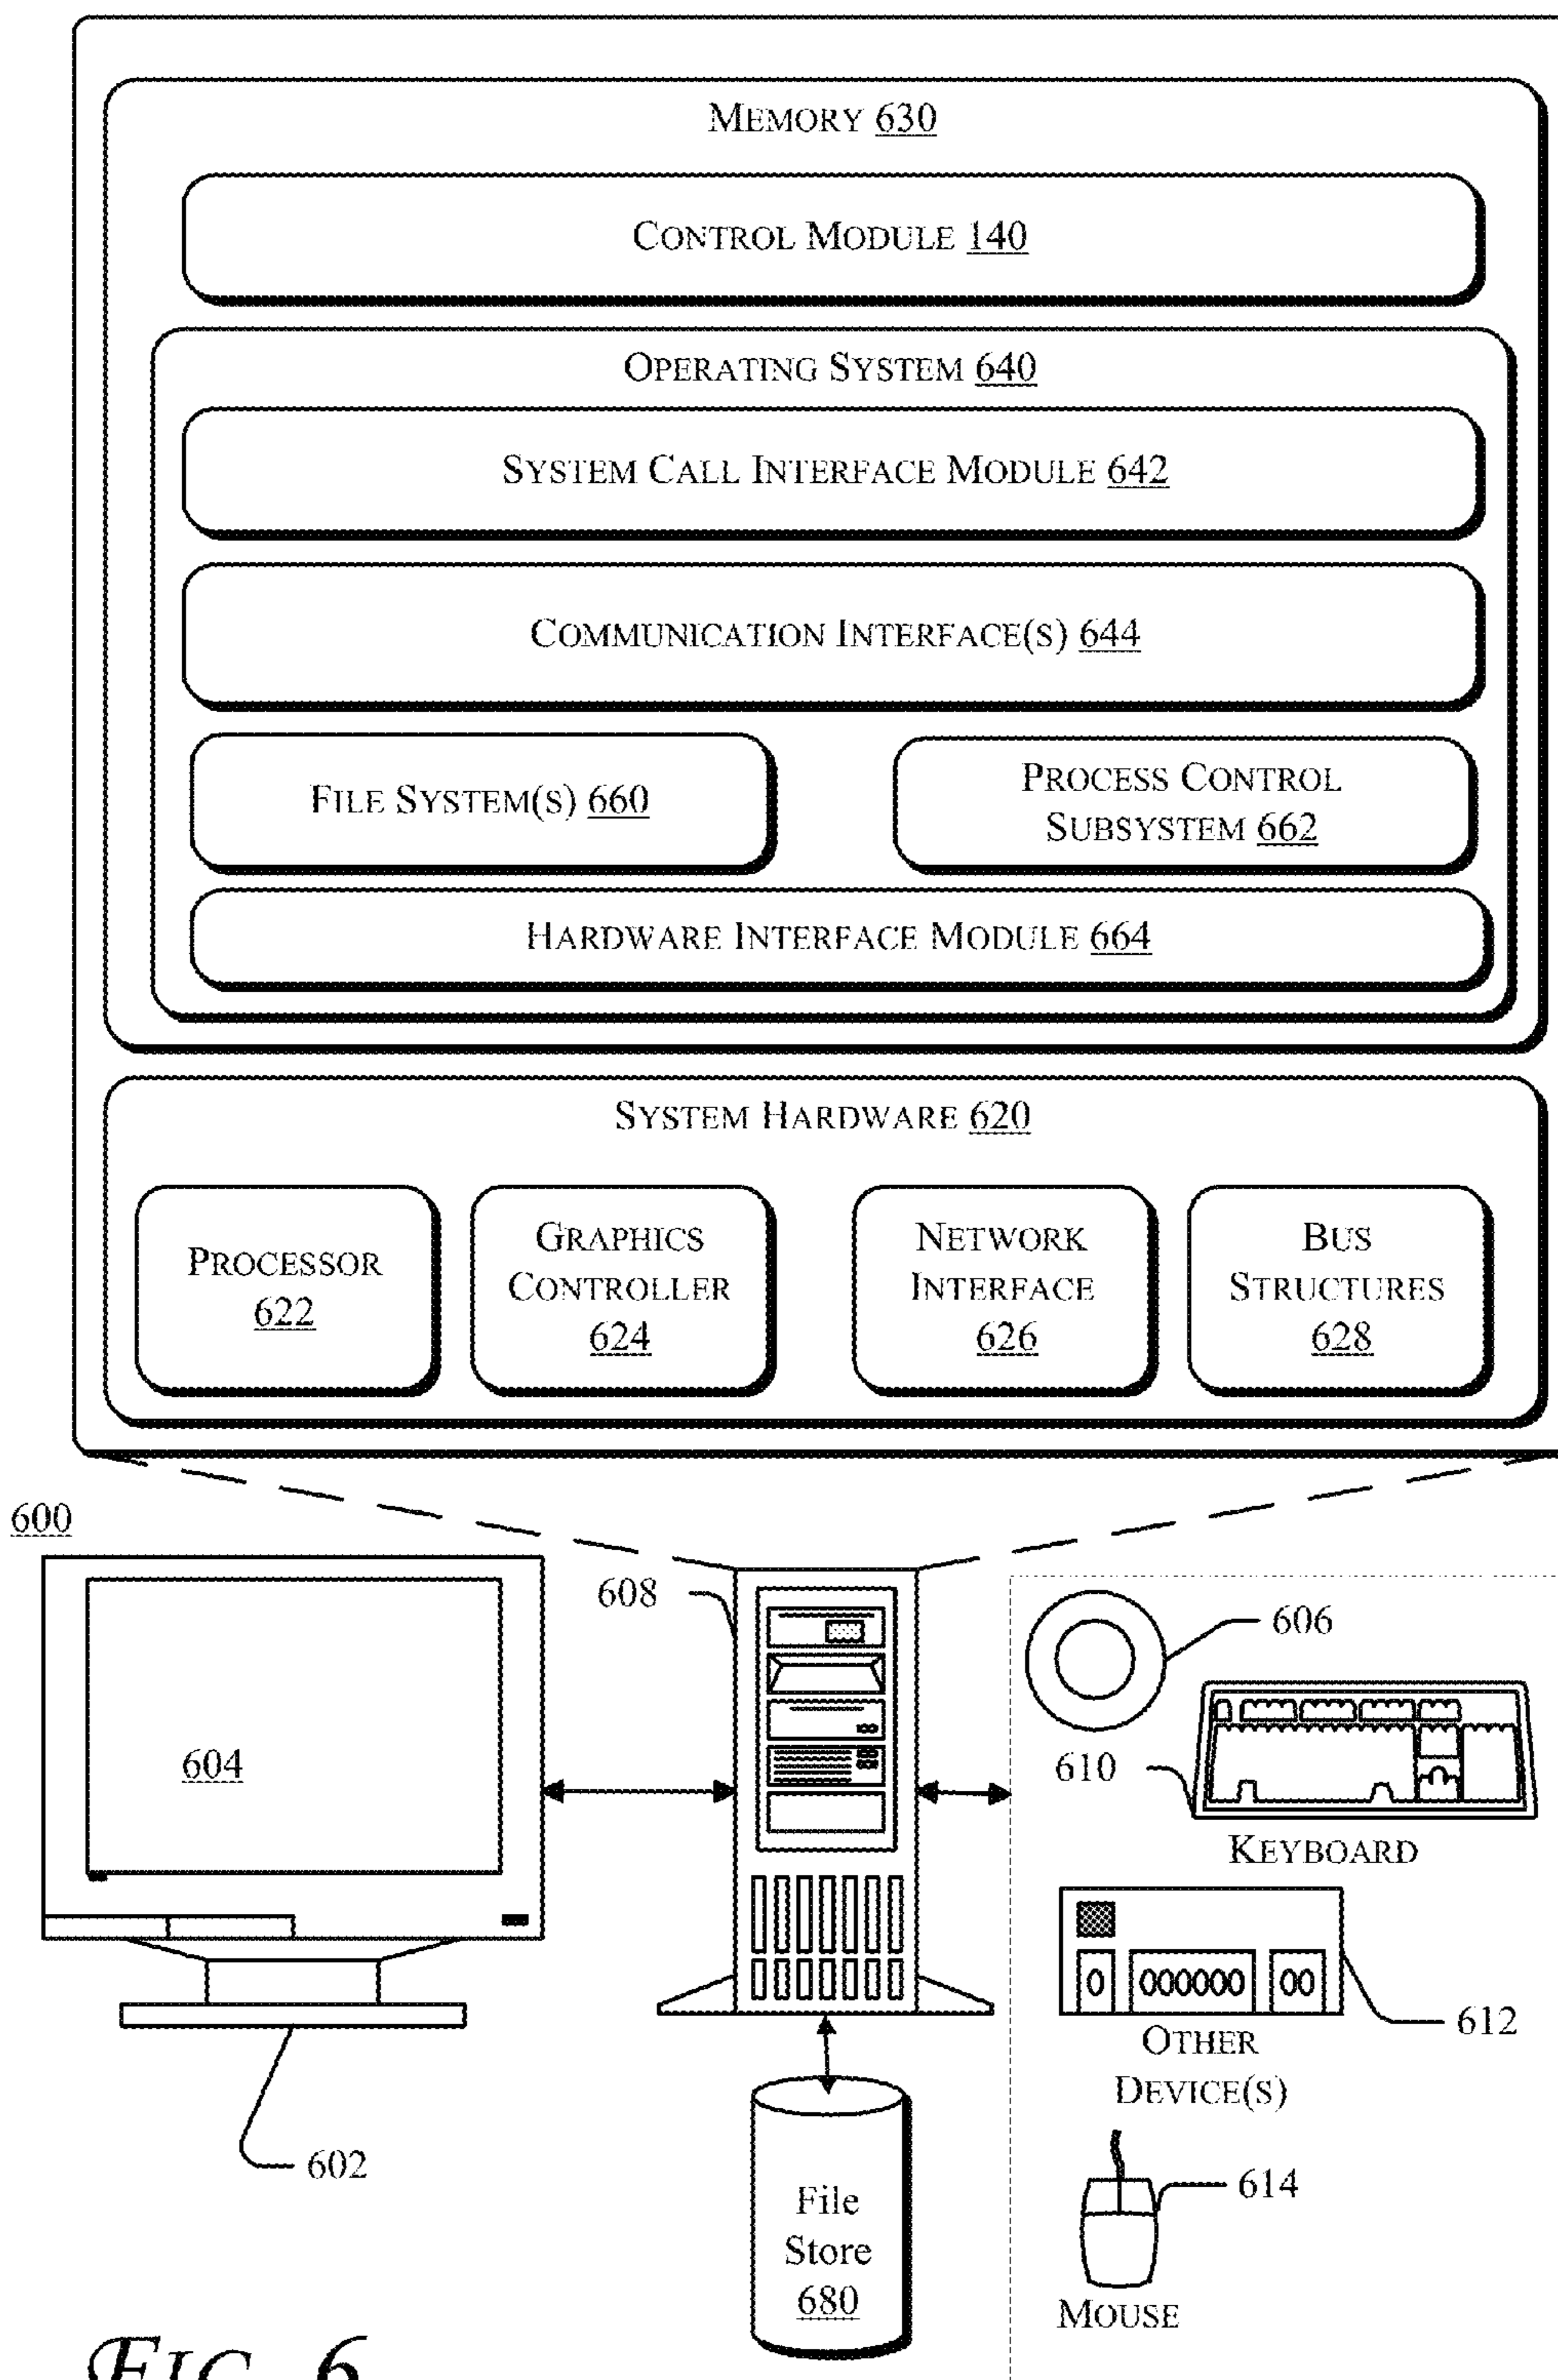 MEMORY 630
CONTROL MODULE 140
OPERATING SYSTEM 640
SYSTEM CALL INTERFACE MODULE 642
COMMUNICATION INTERFACE(S) 644
FILE SYSTEM(S) 660
PROCESS CONTROL
SUBSYSTEM 662
HARDWARE INTERFACE MODULE 664
SYSTEM HARDWARE 620
PROCESSOR
622
GRAPHICS
CONTROLLER
624
NETWORK
INTERFACE
626
BUS
STRUCTURES
628
600
608
606
604
610
KEYBOARD
612
OTHER
DEVICE(S)
602
614
File
Store
680
MOUSE
FIG. 6